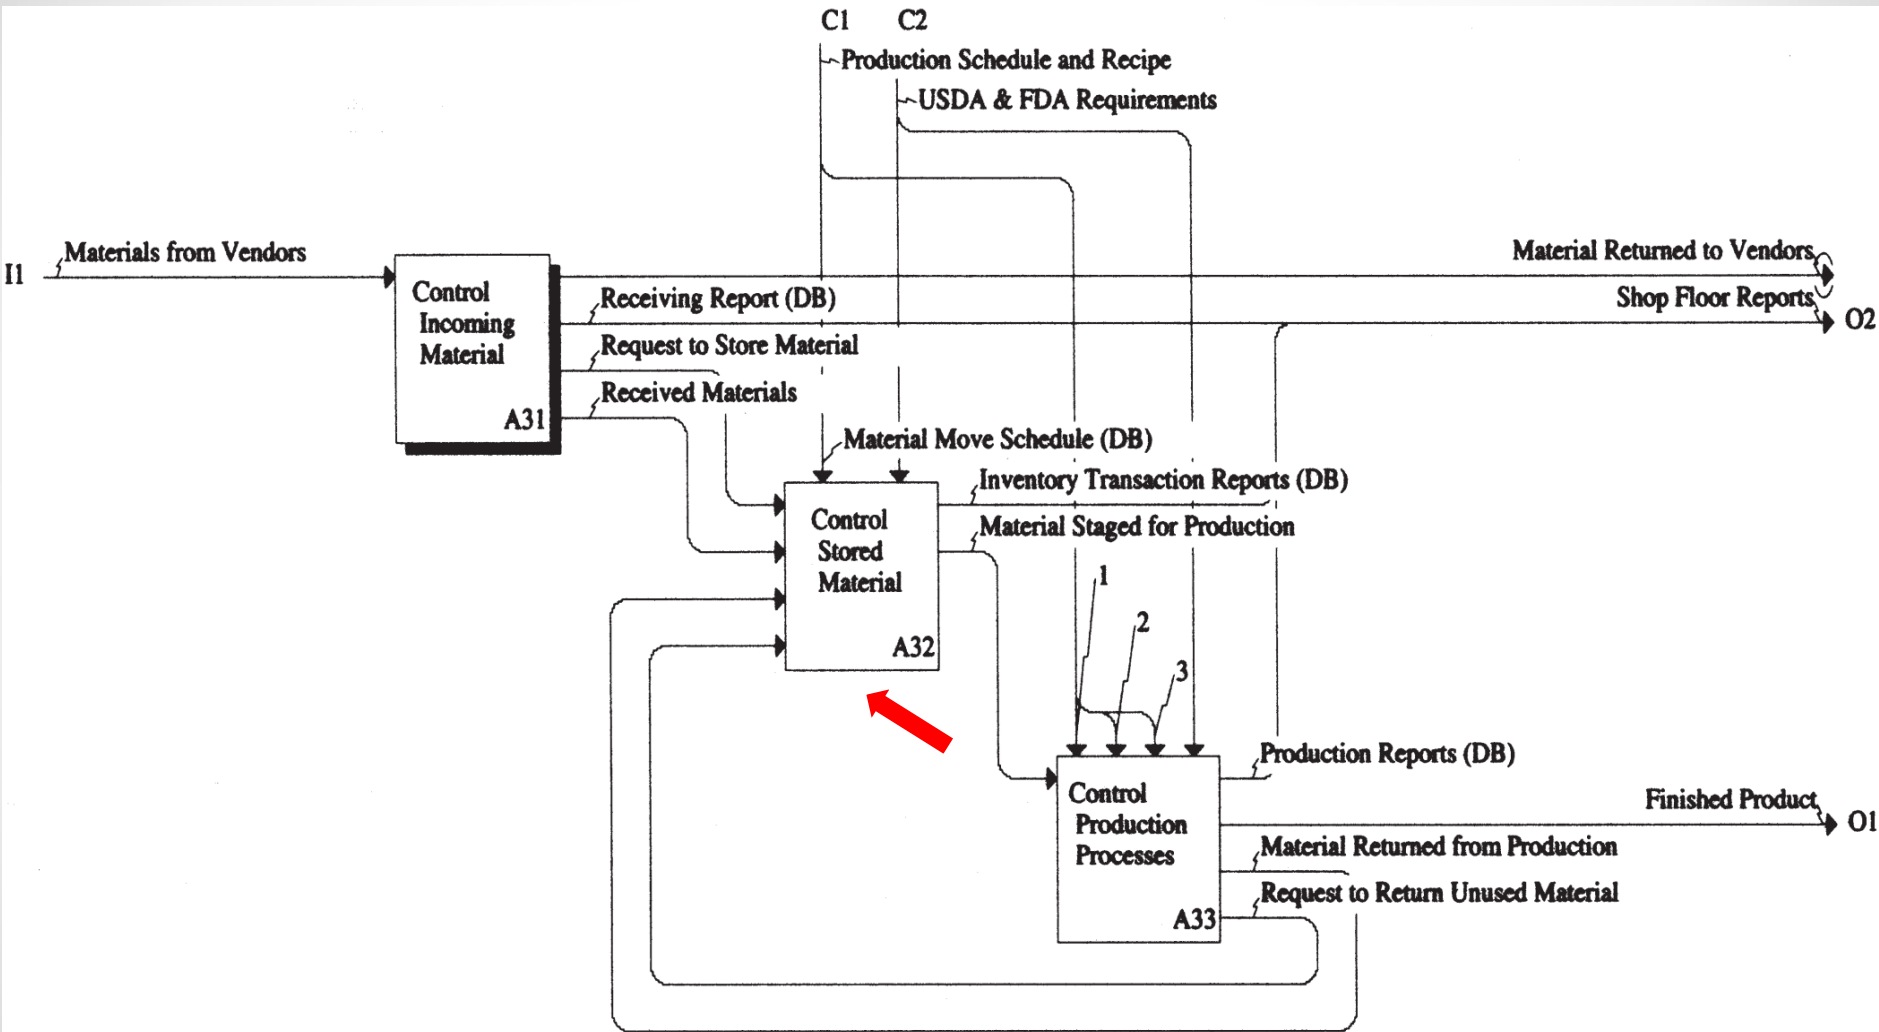 C1 C2
Production Schedule and Recipe
USDA & FDA Requirements
I1
Materials from Vendors
Control
Incoming
Material
A31
Material Returned to Vendors
Receiving Report (DB)
Shop Floor Reports
O2
Request to Store Material
Received Materials
Material Move Schedule (DB)
Control
Stored
Material
A32
Inventory Transaction Reports (DB)
Material Staged for Production
1
2
3
Control
Production
Processes
A33
Production Reports (DB)
Finished Product
O1
Material Returned from Production
Request to Return Unused Material